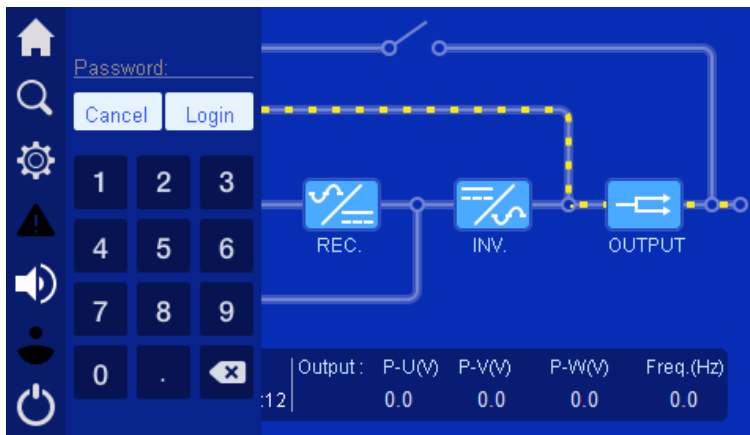 Password:
Cancel Login
1 2 3
4 5 6
7 8 9
0 .
REC. INV. OUTPUT
Output : P-U(V) P-V(V) P-W(V) Freq.(Hz)
:12 0.0 0.0 0.0 0.0